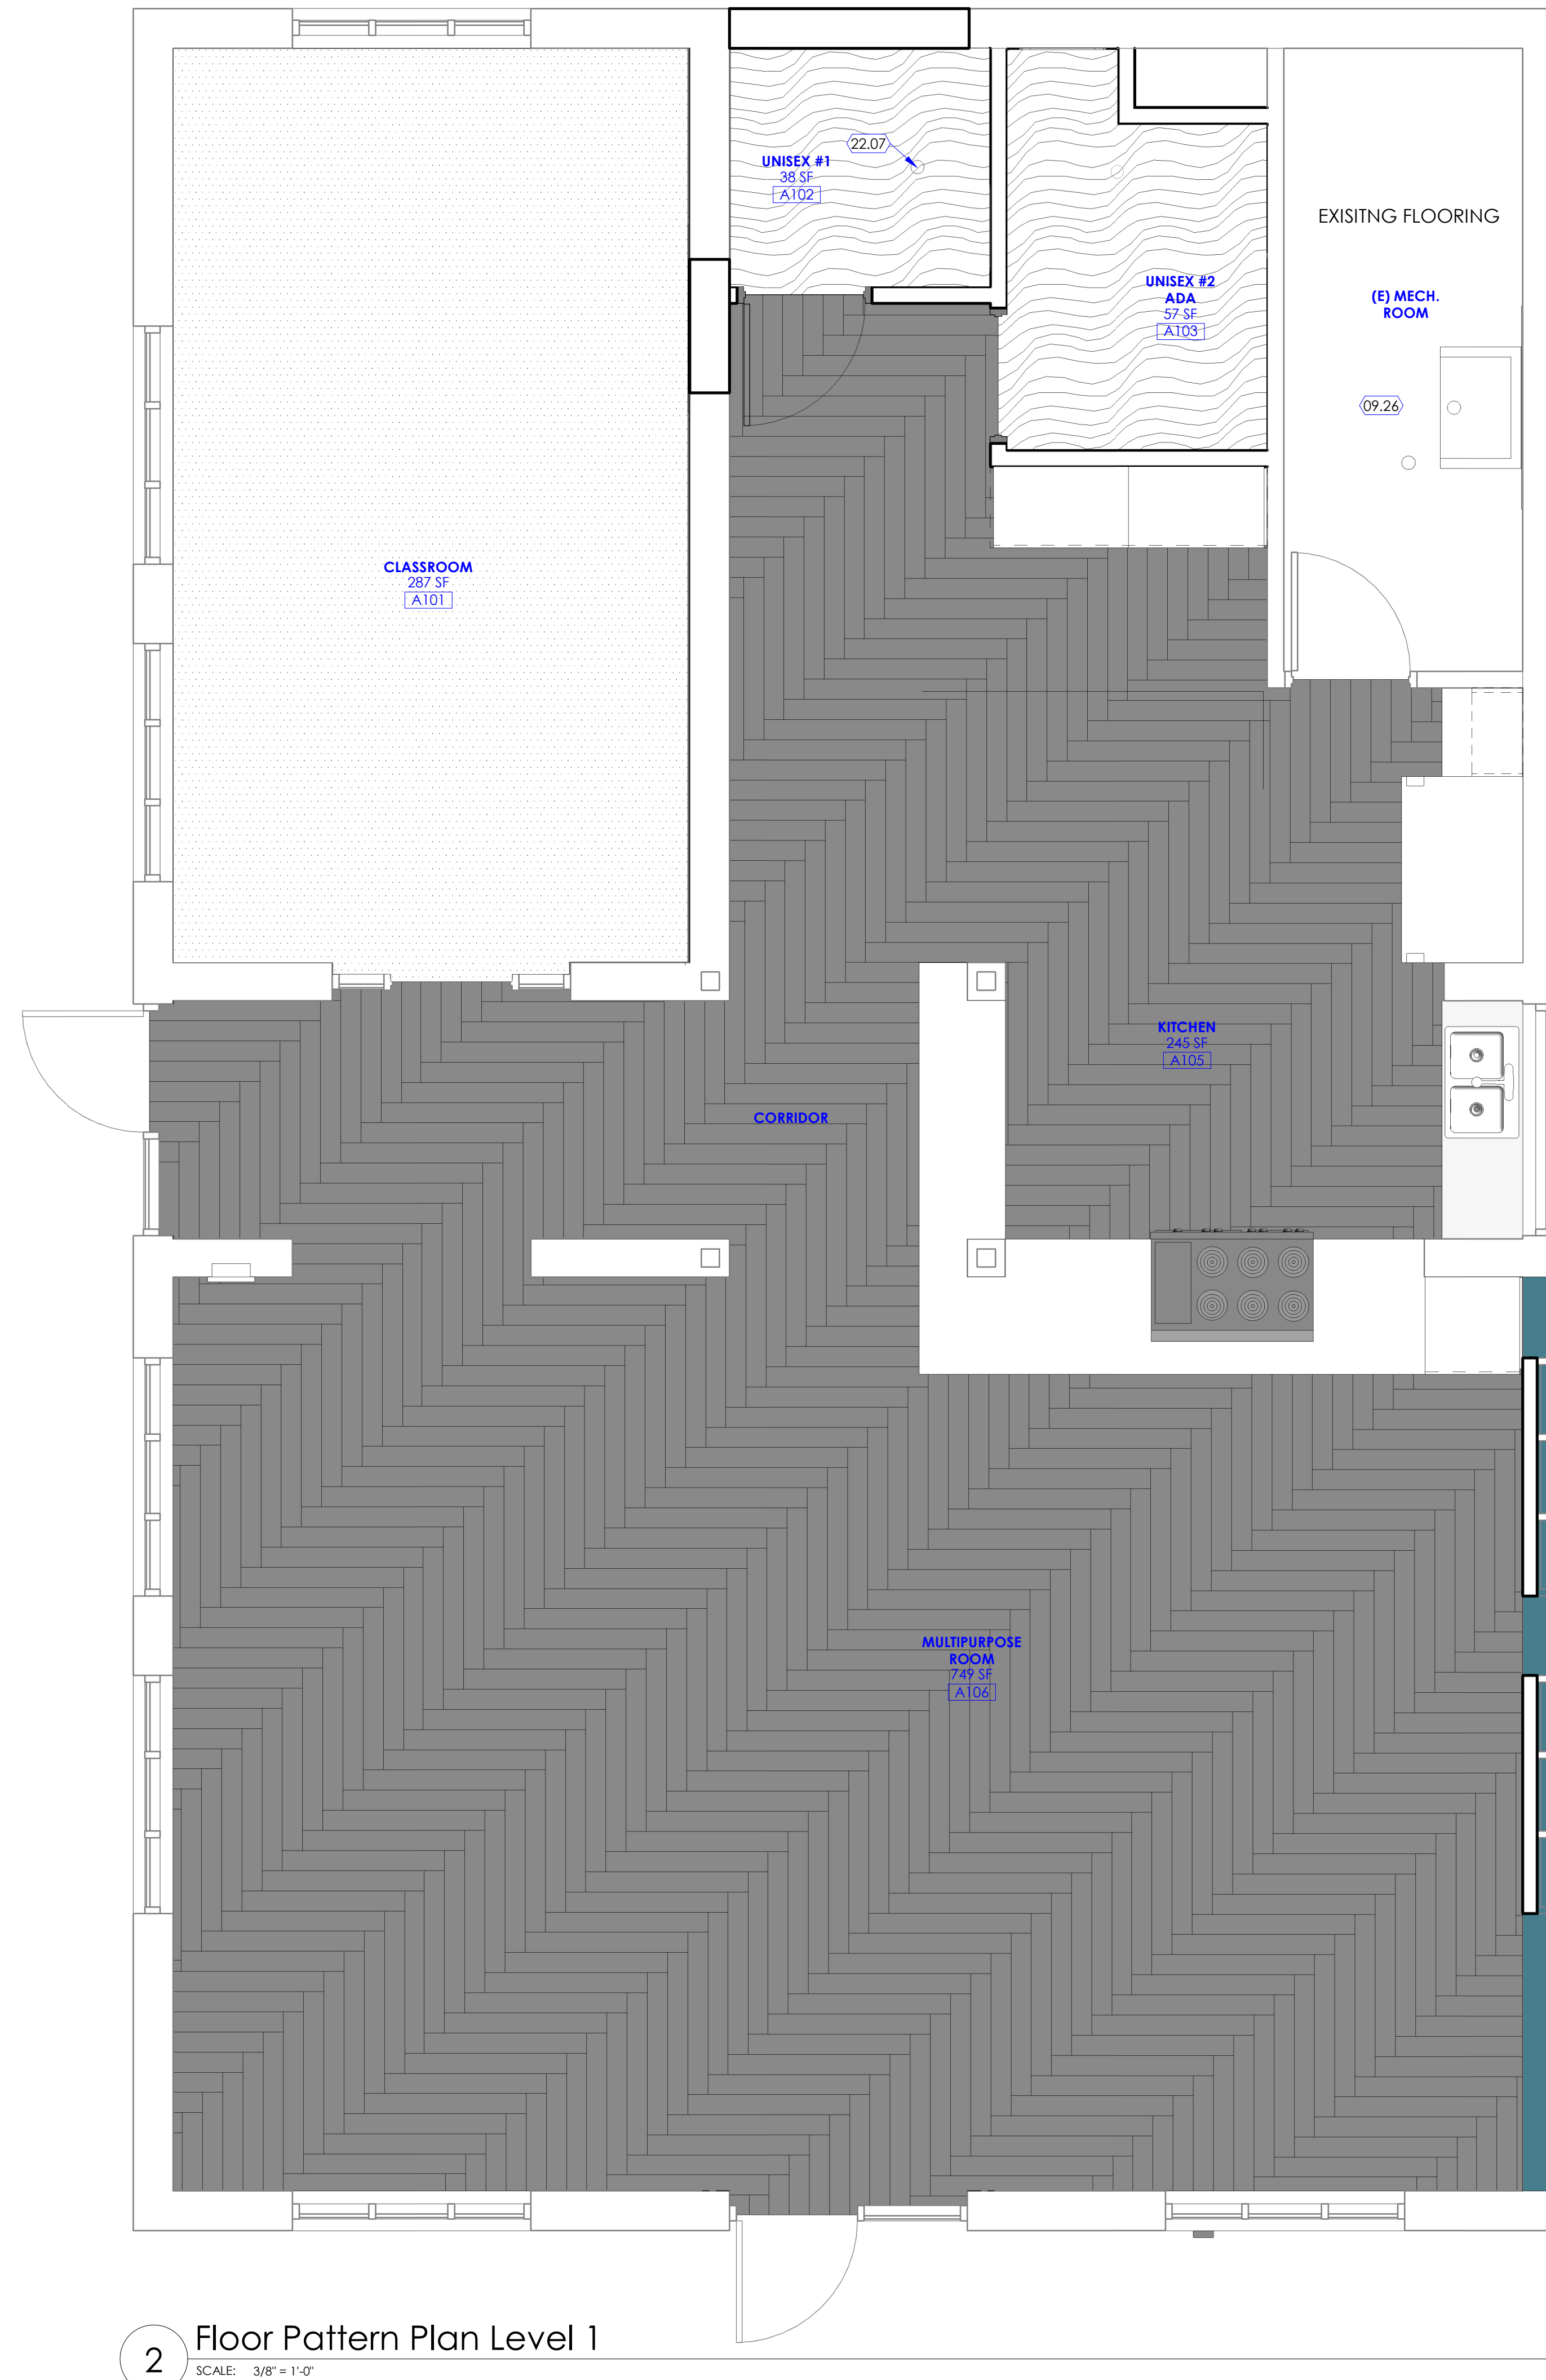 22.07
UNISEX #1
38 SF
A102
EXISITNG FLOORING
UNISEX #2
ADA
57 SF
A103
(E) MECH.
ROOM
09.26
CLASSROOM
287 SF
A101
KITCHEN
245 SF
A105
CORRIDOR
MULTIPURPOSE
ROOM
749 SF
A106
2
Floor Pattern Plan Level 1
SCALE: 3/8" = 1'-0"